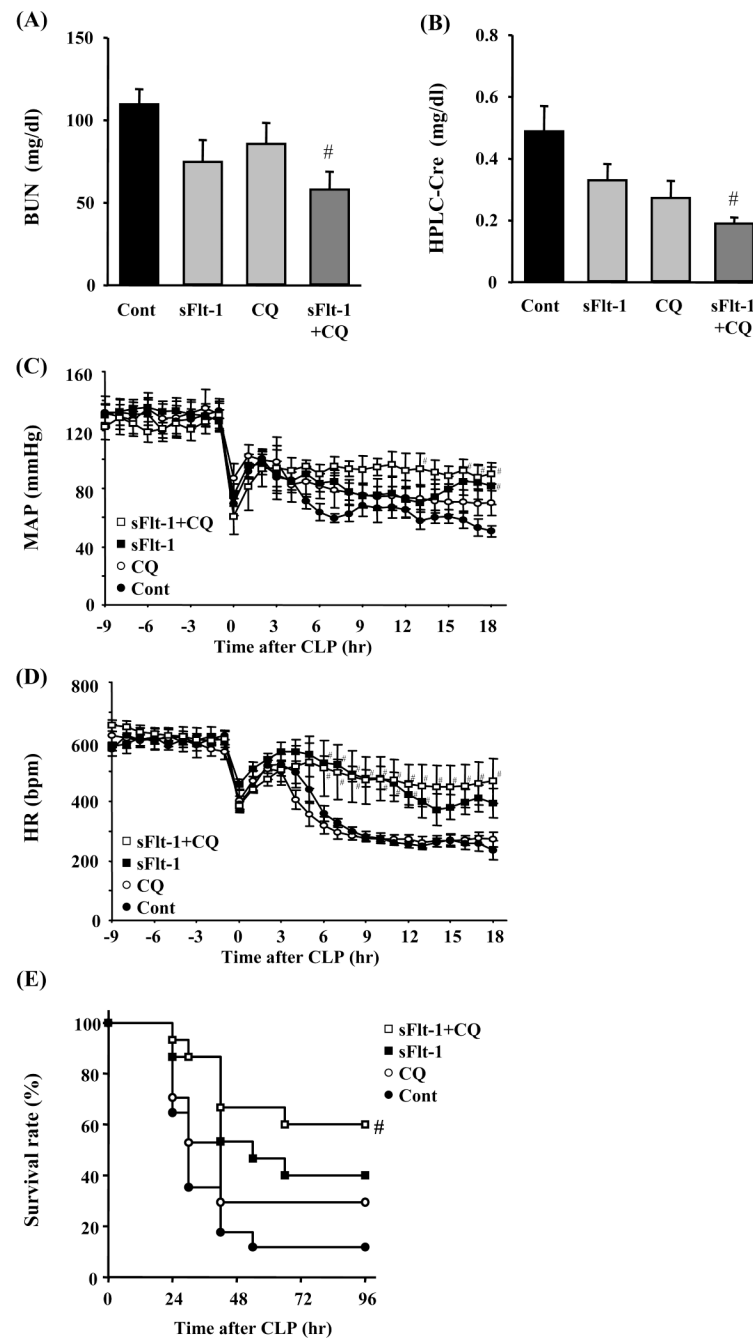 (A)
150
100
50
0
BUN (mg/dl)
#
Cont sFlt-1 CQ sFlt-1
+CQ
(B)
0.8
0.6
0.4
0.2
0
HPLC-Cre (mg/dl)
#
Cont sFlt-1 CQ sFlt-1
+CQ
(C)
160
120
80
40
0
MAP (mmHg)
sFlt-1+CQ
sFlt-1
CQ
Cont
-9 -6 -3 0 3 6 9 12 15 18
Time after CLP (hr)
(D)
800
600
400
200
0
HR (bpm)
sFlt-1+CQ
sFlt-1
CQ
Cont
-9 -6 -3 0 3 6 9 12 15 18
Time after CLP (hr)
(E)
100
80
60
40
20
0
Survival rate (%)
sFlt-1+CQ
sFlt-1
CQ
Cont
#
0 24 48 72 96
Time after CLP (hr)